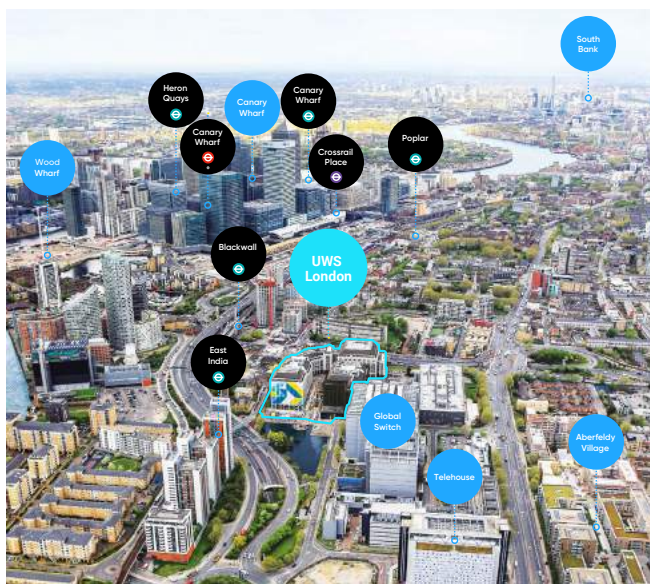 South
Bank
Heron
Quays
Canary
Wharf
Canary
Wharf
Canary
Wharf
Crossrail
Place
Poplar
Wood
Wharf
Blackwall
UWS
London
East
India
Global
Switch
Aberfeldy
Village
Telehouse